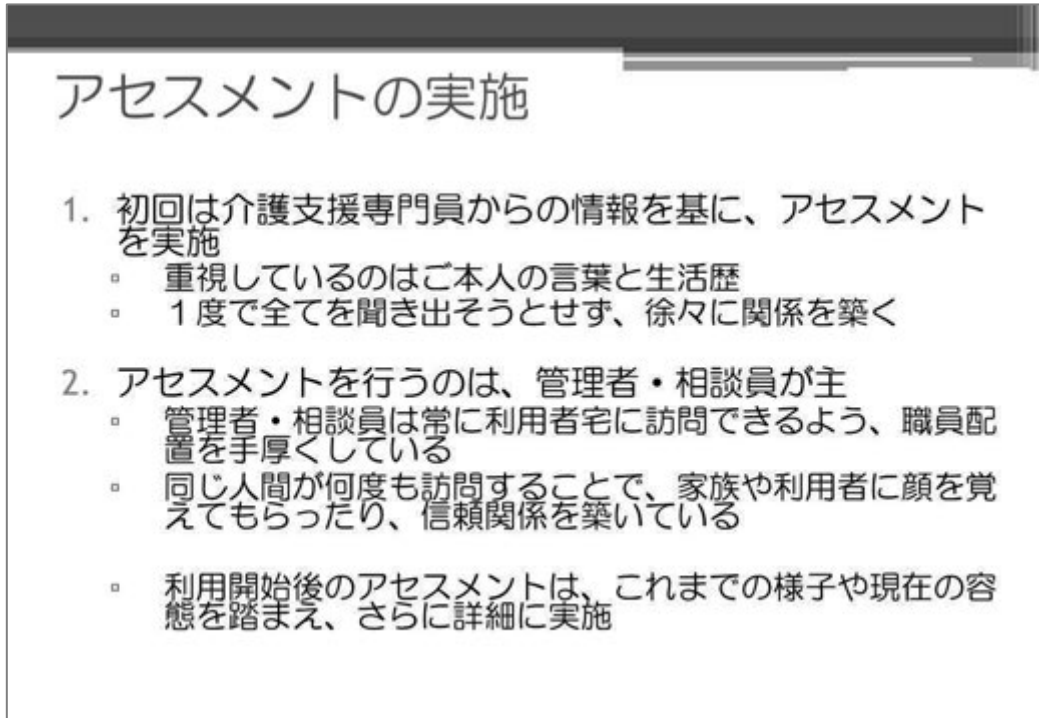 アセスメントの実施
1. 初回は介護支援専門員からの情報を基に、アセスメント
を実施
▫ 重視しているのはご本人の言葉と生活歴
▫ １度で全てを聞き出そうとせず、徐々に関係を築く
2. アセスメントを行うのは、管理者・相談員が主
▫ 管理者・相談員は常に利用者宅に訪問できるよう、職員配
置を手厚くしている
▫ 同じ人間が何度も訪問することで、家族や利用者に顔を覚
えてもらったり、信頼関係を築いている
▫ 利用開始後のアセスメントは、これまでの様子や現在の容
態を踏まえ、さらに詳細に実施